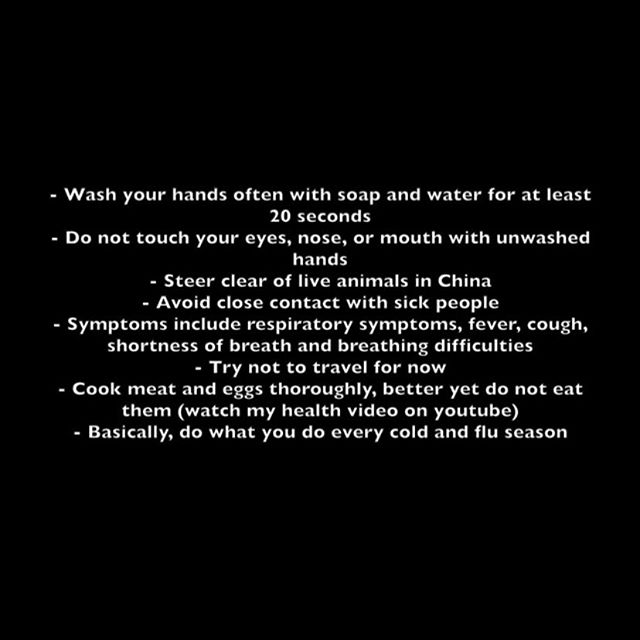 - Wash your hands often with soap and water for at least
20 seconds
- Do not touch your eyes, nose, or mouth with unwashed
hands
- Steer clear of live animals in China
- Avoid close contact with sick people
- Symptoms include respiratory symptoms, fever, cough,
shortness of breath and breathing difficulties
- Try not to travel for now
- Cook meat and eggs thoroughly, better yet do not eat
them (watch my health video on youtube)
- Basically, do what you do every cold and flu season